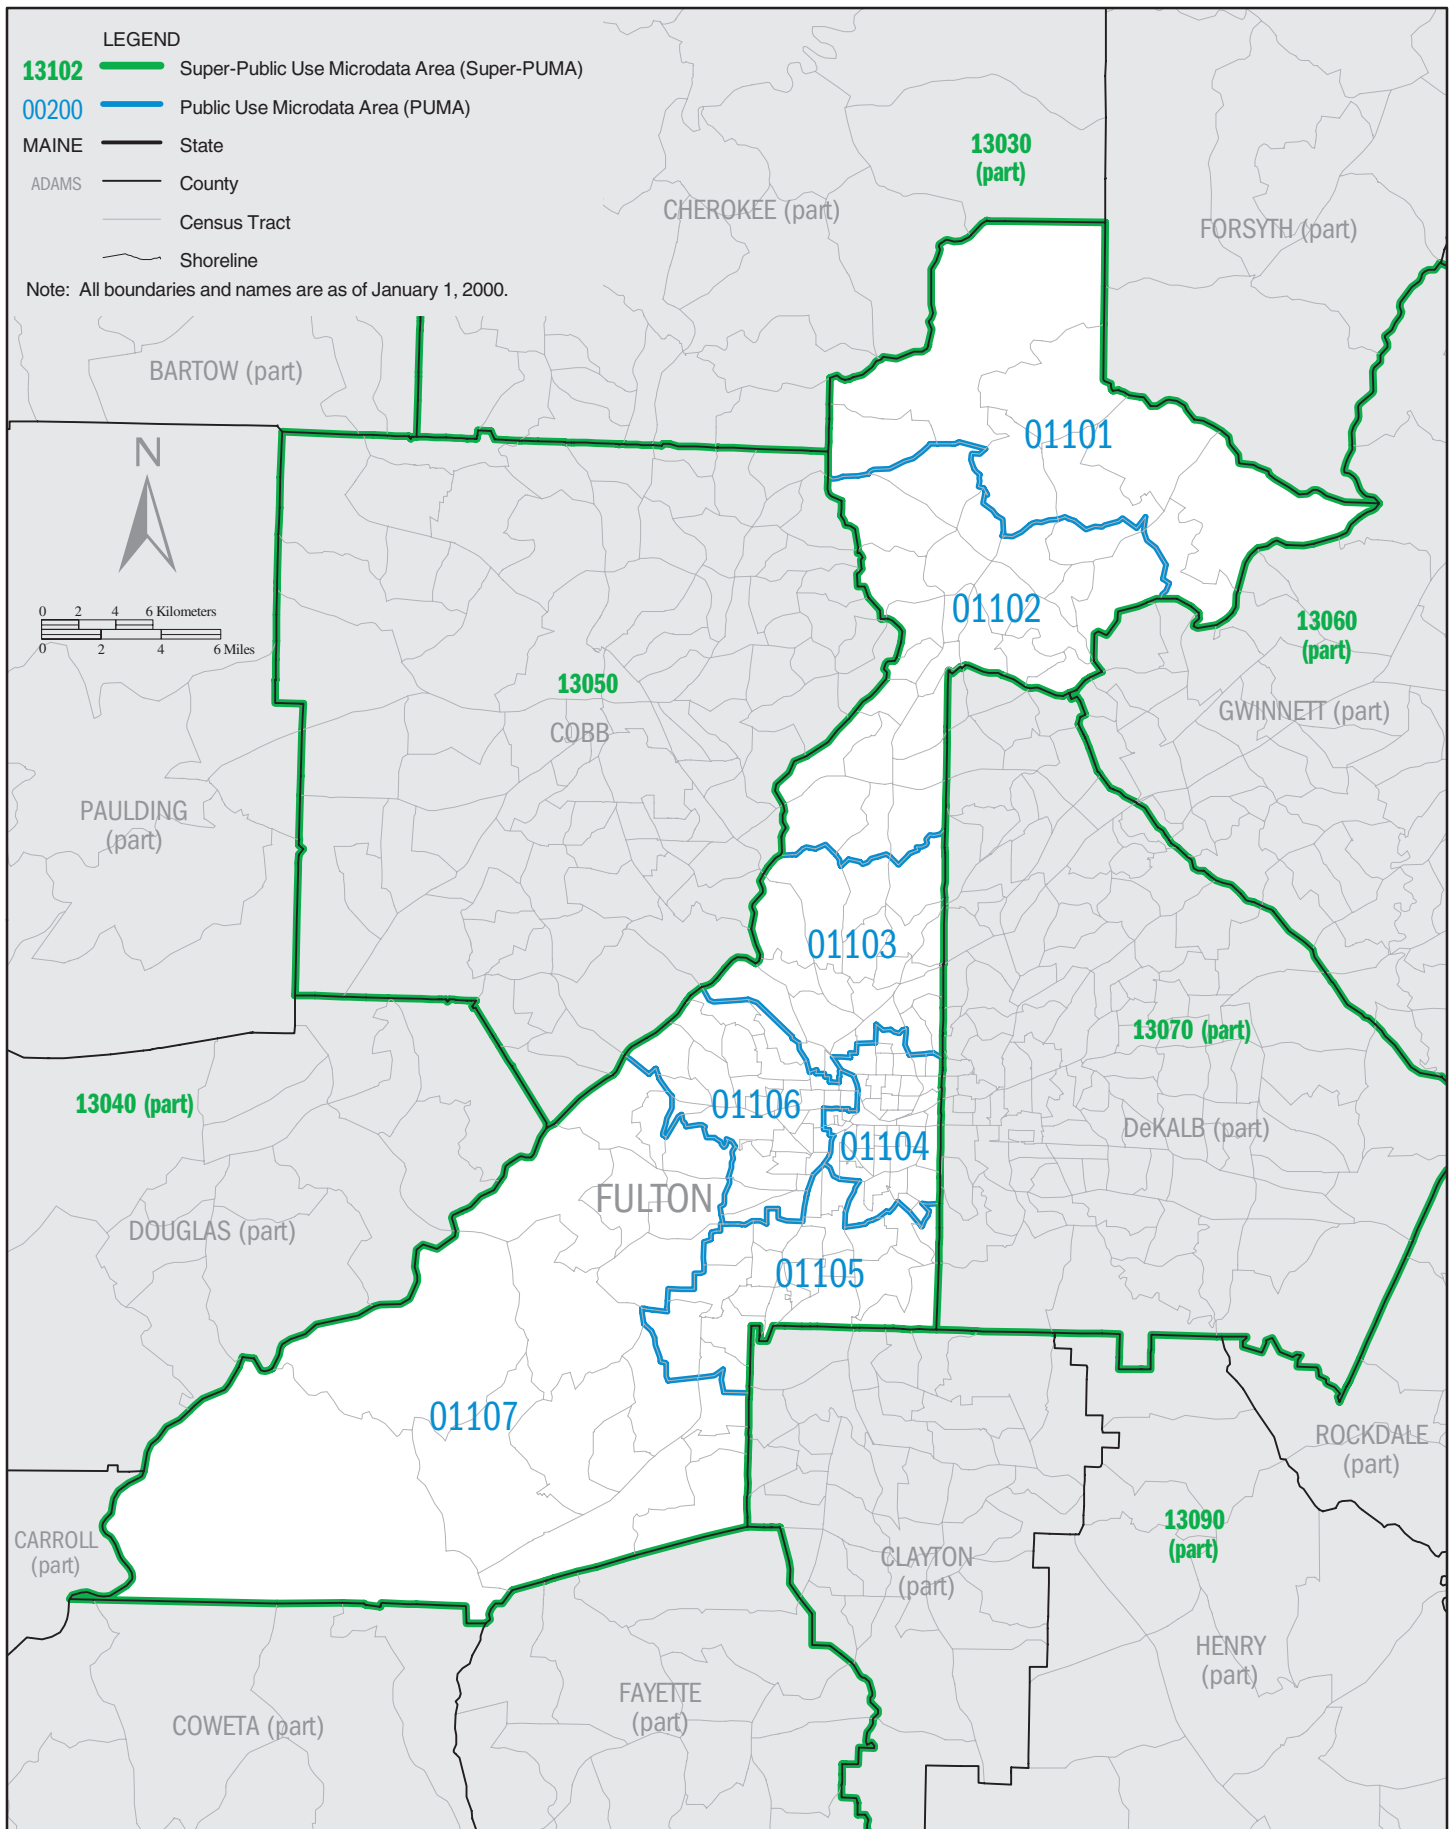 LEGEND
13102 Super-Public Use Microdata Area (Super-PUMA)
00200 Public Use Microdata Area (PUMA)
MAINE State
ADAMS County
Census Tract
Shoreline
Note: All boundaries and names are as of January 1, 2000.
13030
(part)
CHEROKEE (part)
FORSYTH (part)
BARTOW (part)
N
01101
0 2 4 6 Kilometers
0 2 4 6 Miles
01102
13060
(part)
13050
COBB
GWINNETT (part)
PAULDING
(part)
01103
13070 (part)
13040 (part)
01106
DeKALB (part)
01104
FULTON
DOUGLAS (part)
01105
01107
ROCKDALE
(part)
13090
(part)
CARROLL
(part)
CLAYTON
(part)
HENRY
(part)
FAYETTE
(part)
COWETA (part)